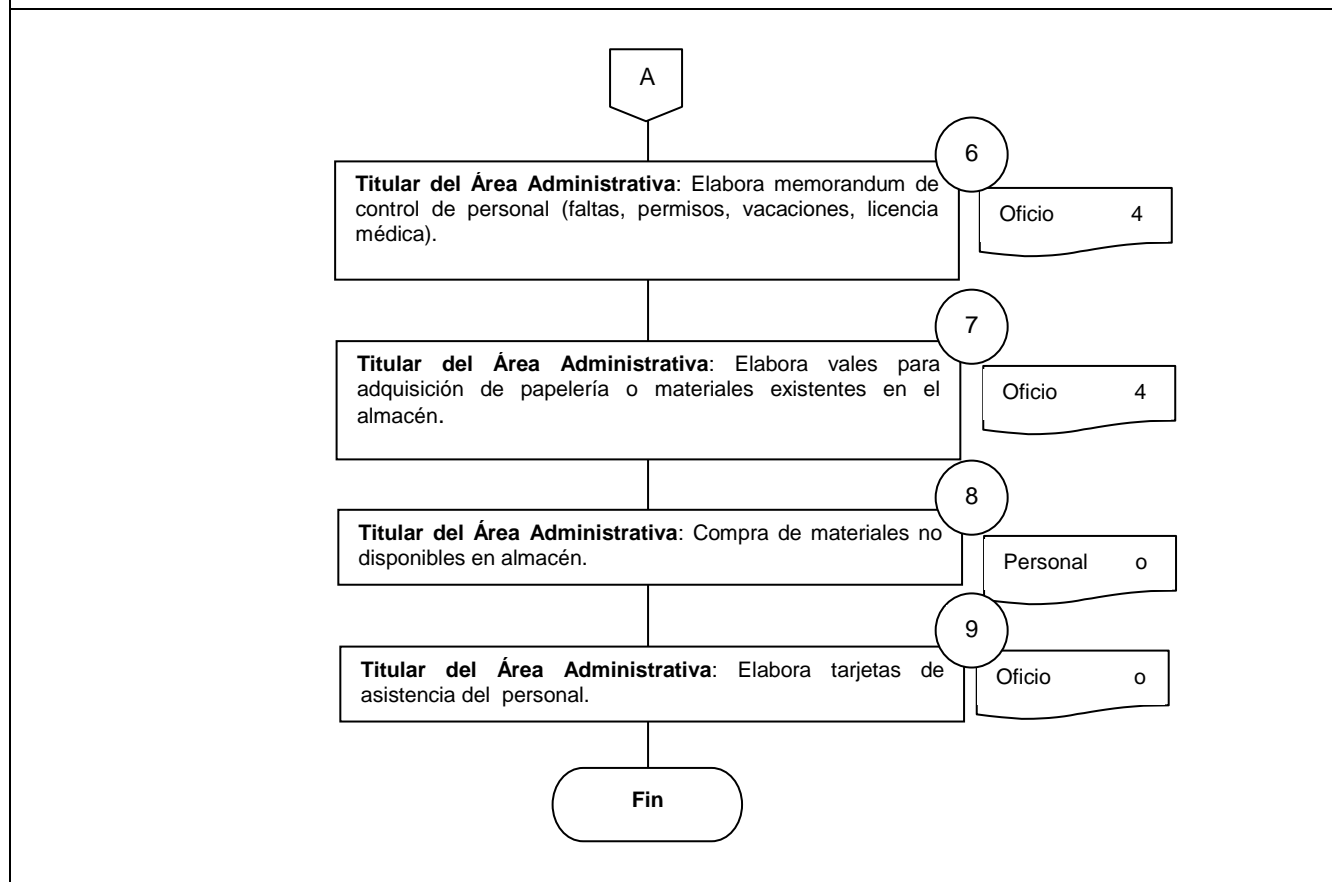 A
6
Titular del Área Administrativa: Elabora memorandum de
control de personal (faltas, permisos, vacaciones, licencia
médica).
Oficio 4
7
Titular del Área Administrativa: Elabora vales para
adquisición de papelería o materiales existentes en el
almacén.
Oficio 4
8
Titular del Área Administrativa: Compra de materiales no
disponibles en almacén.
Personal o
9
Titular del Área Administrativa: Elabora tarjetas de
asistencia del personal.
Oficio o
Fin